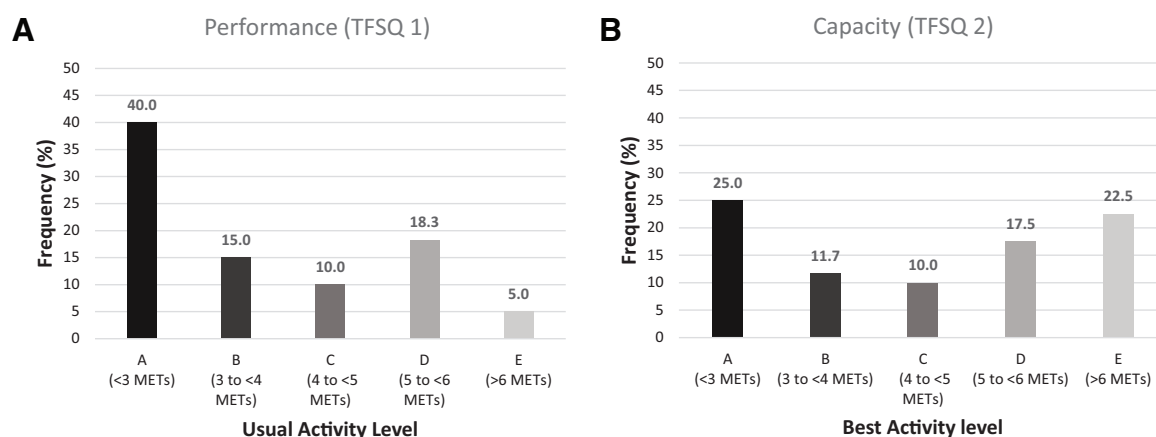 A
Performance (TFSQ 1)
Frequency (%)
50
45
40
35
30
25
20
15
10
5
0
40.0
15.0
10.0
18.3
5.0
A
(<3 METs)
B
(3 to <4
METs)
C
(4 to <5
METs)
D
(5 to <6
METs)
E
(>6 METs)
Usual Activity Level
B
Capacity (TFSQ 2)
Frequency (%)
50
45
40
35
30
25
20
15
10
5
0
25.0
11.7
10.0
17.5
22.5
A
(<3 METs)
B
(3 to <4 METs)
C
(4 to <5
METs)
D
(5 to <6 METs)
E
(>6 METs)
Best Activity level